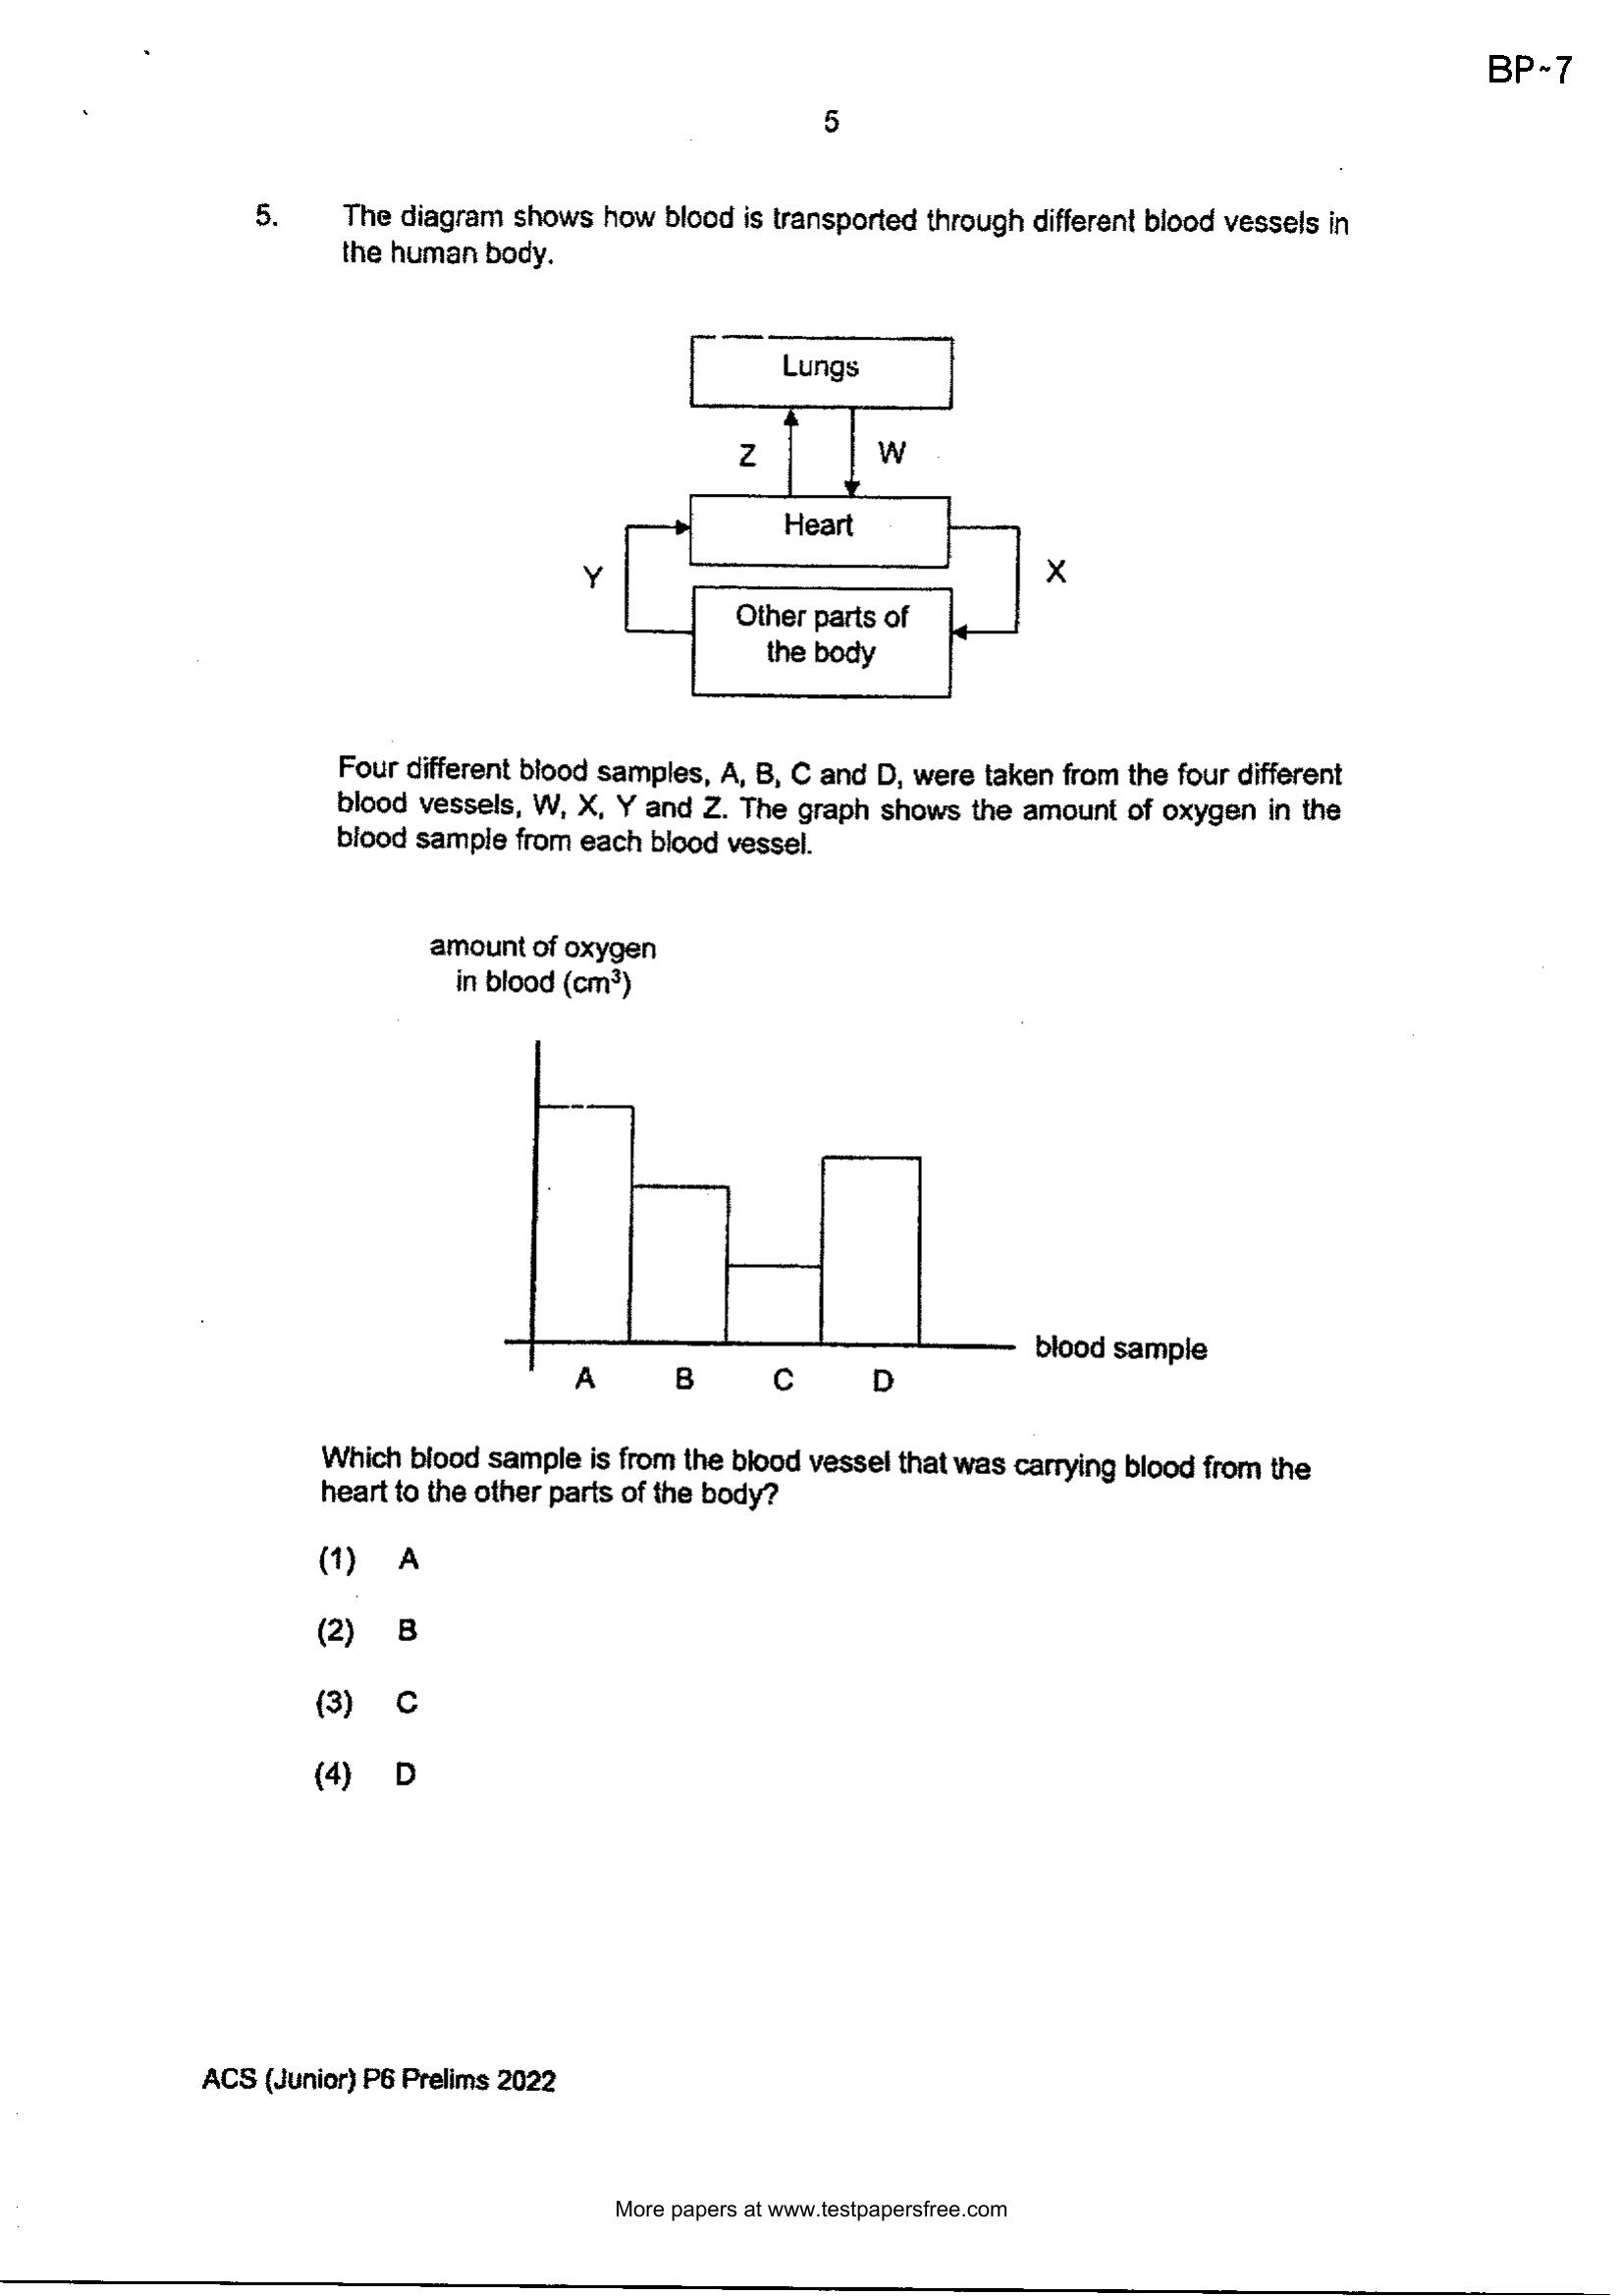 BP~7
5
5. The diagram shows how blood is transported through different blood vessels in
the human body.
Lungs
Z W
Heart
Y X
Other parts of
the body
Four different blood samples, A, B, C and D, were taken from the four different
blood vessels, W, X, Y and Z. The graph shows the amount of oxygen in the
blood sample from each blood vessel.
amount of oxygen
in blood (cm³)
blood sample
A B C D
Which blood sample is from the blood vessel that was carrying blood from the
heart to the other parts of the body?
(1) A
(2) B
(3) C
(4) D
ACS (Junior) P6 Prelims 2022
More papers at www.testpapersfree.com